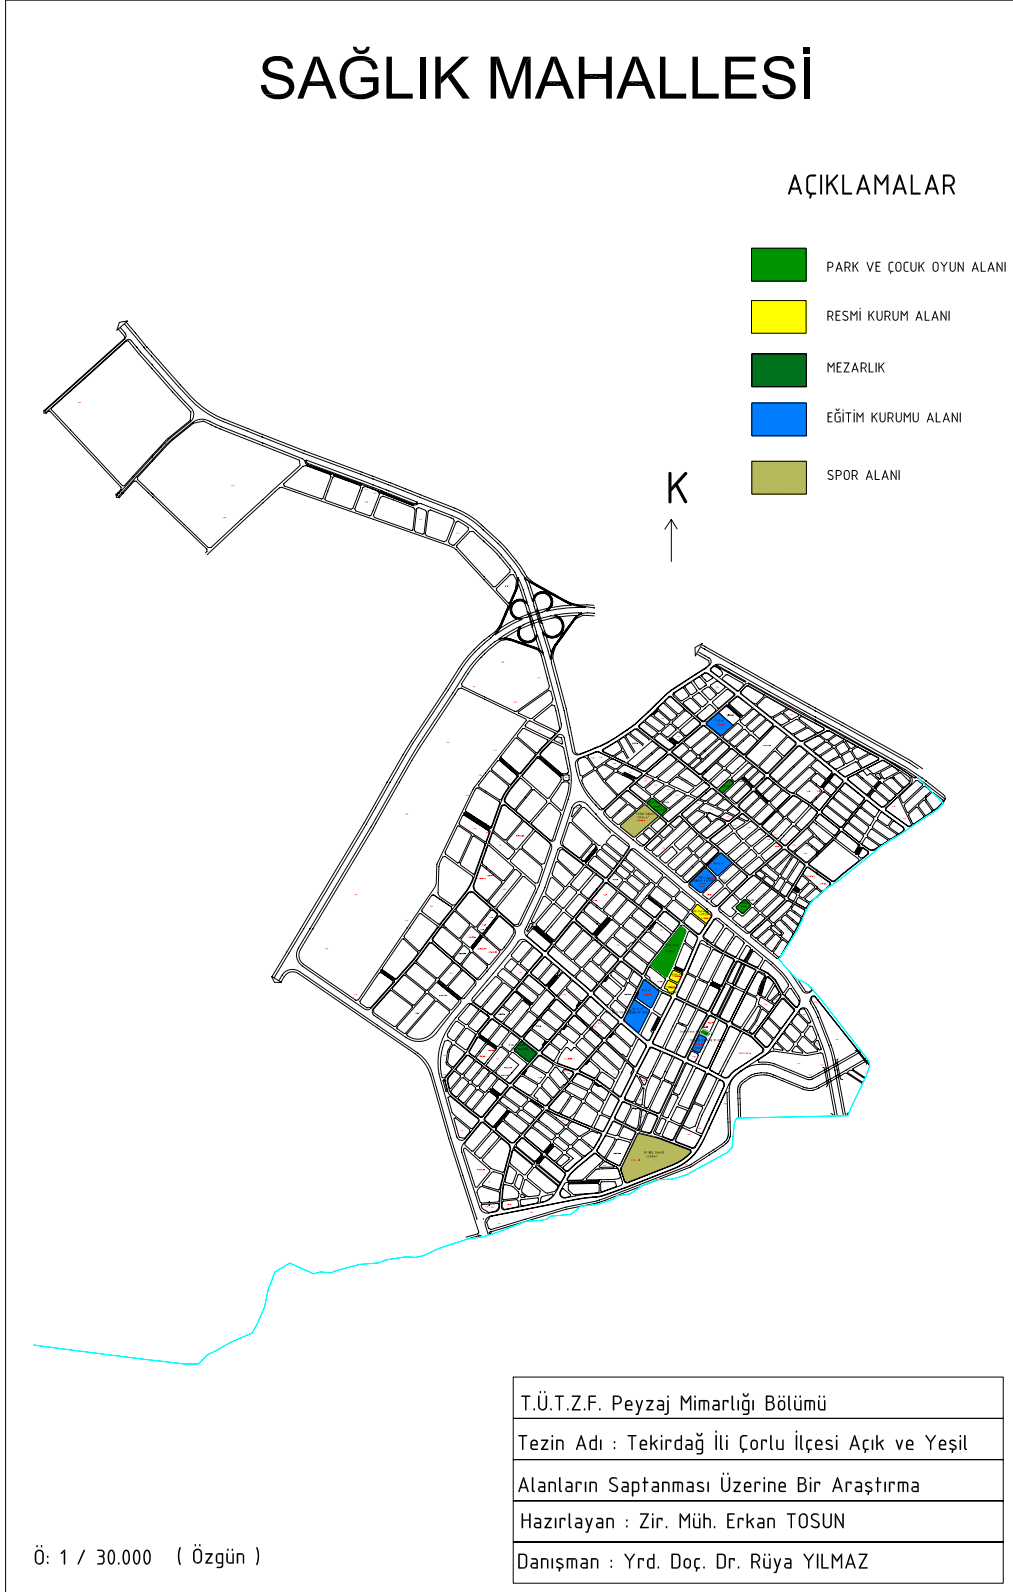 SAĞLIK MAHALLESİ
AÇIKLAMALAR
PARK VE ÇOCUK OYUN ALANI
RESMİ KURUM ALANI
MEZARLIK
EĞİTİM KURUMU ALANI
SPOR ALANI
K
T.Ü.T.Z.F. Peyzaj Mimarlığı Bölümü
Tezin Adı : Tekirdağ İli Çorlu İlçesi Açık ve Yeşil
Alanların Saptanması Üzerine Bir Araştırma
Hazırlayan : Zir. Müh. Erkan TOSUN
Danışman : Yrd. Doç. Dr. Rüya YILMAZ
Ö: 1 / 30.000 ( Özgün )